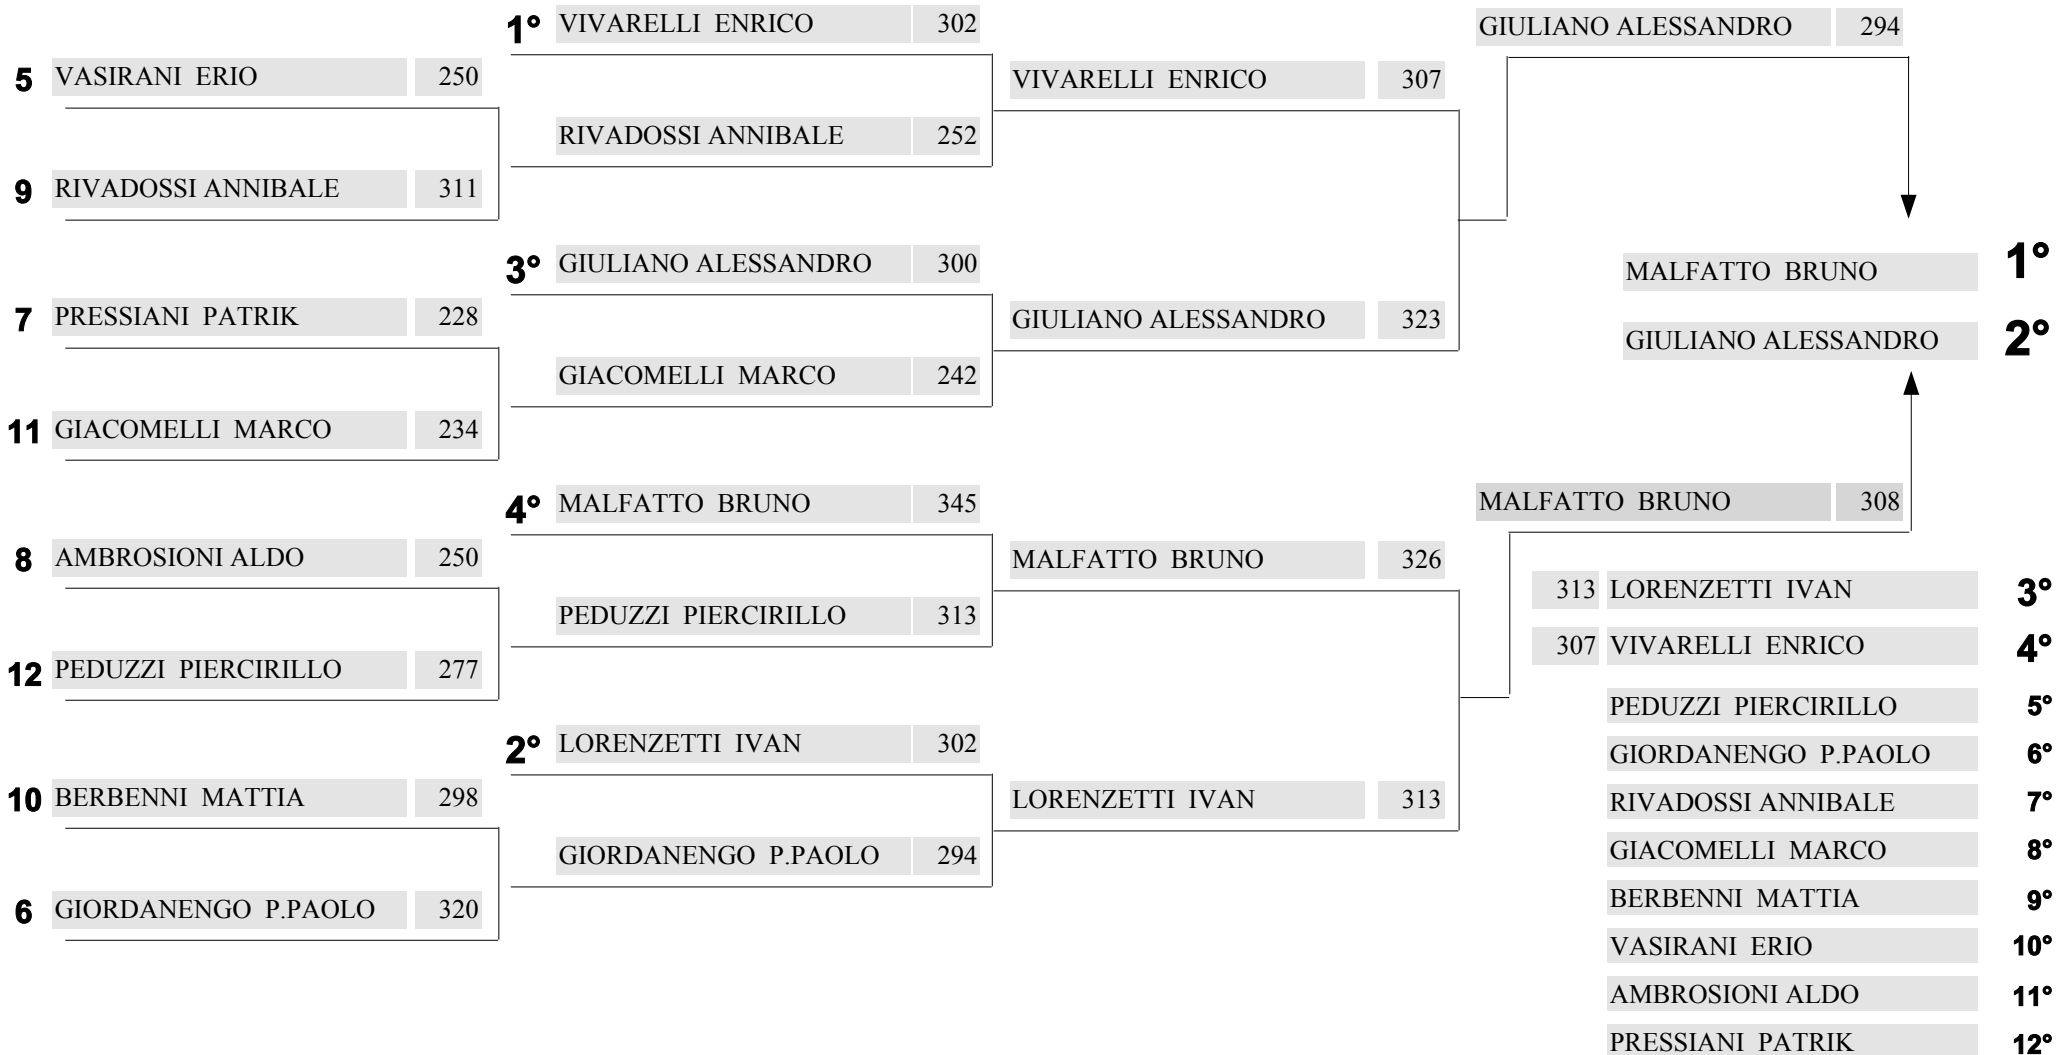 5 VASIRANI ERIO 250
9 RIVADOSSI ANNIBALE 311
7 PRESSIANI PATRIK 228
11 GIACOMELLI MARCO 234
8 AMBROSIONI ALDO 250
12 PEDUZZI PIERCIRILLO 277
10 BERBENNI MATTIA 298
6 GIORDANENGO P.PAOLO 320
1° VIVARELLI ENRICO 302
RIVADOSSI ANNIBALE 252
3° GIULIANO ALESSANDRO 300
GIACOMELLI MARCO 242
4° MALFATTO BRUNO 345
PEDUZZI PIERCIRILLO 313
2° LORENZETTI IVAN 302
GIORDANENGO P.PAOLO 294
VIVARELLI ENRICO 307
GIULIANO ALESSANDRO 323
MALFATTO BRUNO 326
LORENZETTI IVAN 313
GIULIANO ALESSANDRO 294
MALFATTO BRUNO 308
MALFATTO BRUNO 1°
GIULIANO ALESSANDRO 2°
313 LORENZETTI IVAN 3°
307 VIVARELLI ENRICO 4°
PEDUZZI PIERCIRILLO 5°
GIORDANENGO P.PAOLO 6°
RIVADOSSI ANNIBALE 7°
GIACOMELLI MARCO 8°
BERBENNI MATTIA 9°
VASIRANI ERIO 10°
AMBROSIONI ALDO 11°
PRESSIANI PATRIK 12°